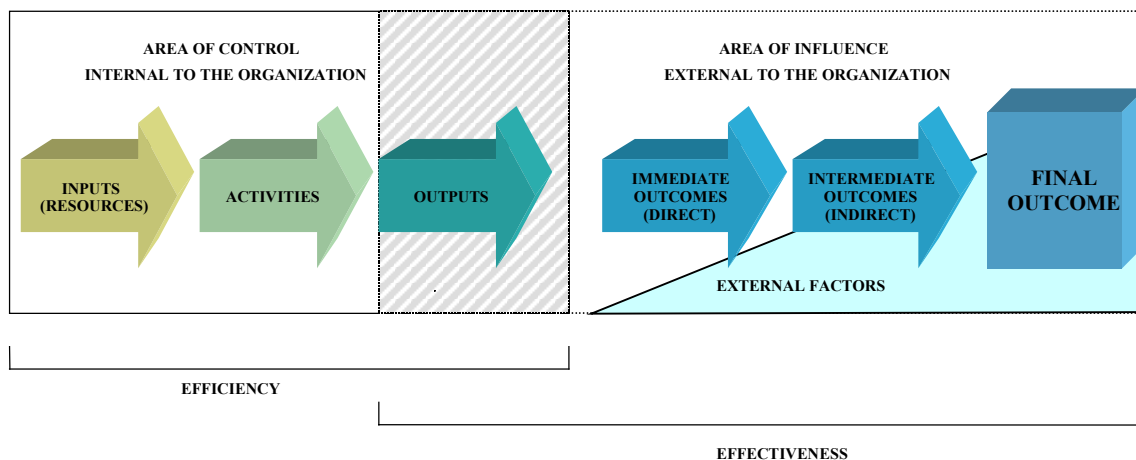 AREA OF CONTROL
INTERNAL TO THE ORGANIZATION
AREA OF INFLUENCE
EXTERNAL TO THE ORGANIZATION
INPUTS
(RESOURCES)
ACTIVITIES
OUTPUTS
IMMEDIATE
OUTCOMES
(DIRECT)
INTERMEDIATE
OUTCOMES
(INDIRECT)
FINAL
OUTCOME
EXTERNAL FACTORS
EFFICIENCY
EFFECTIVENESS